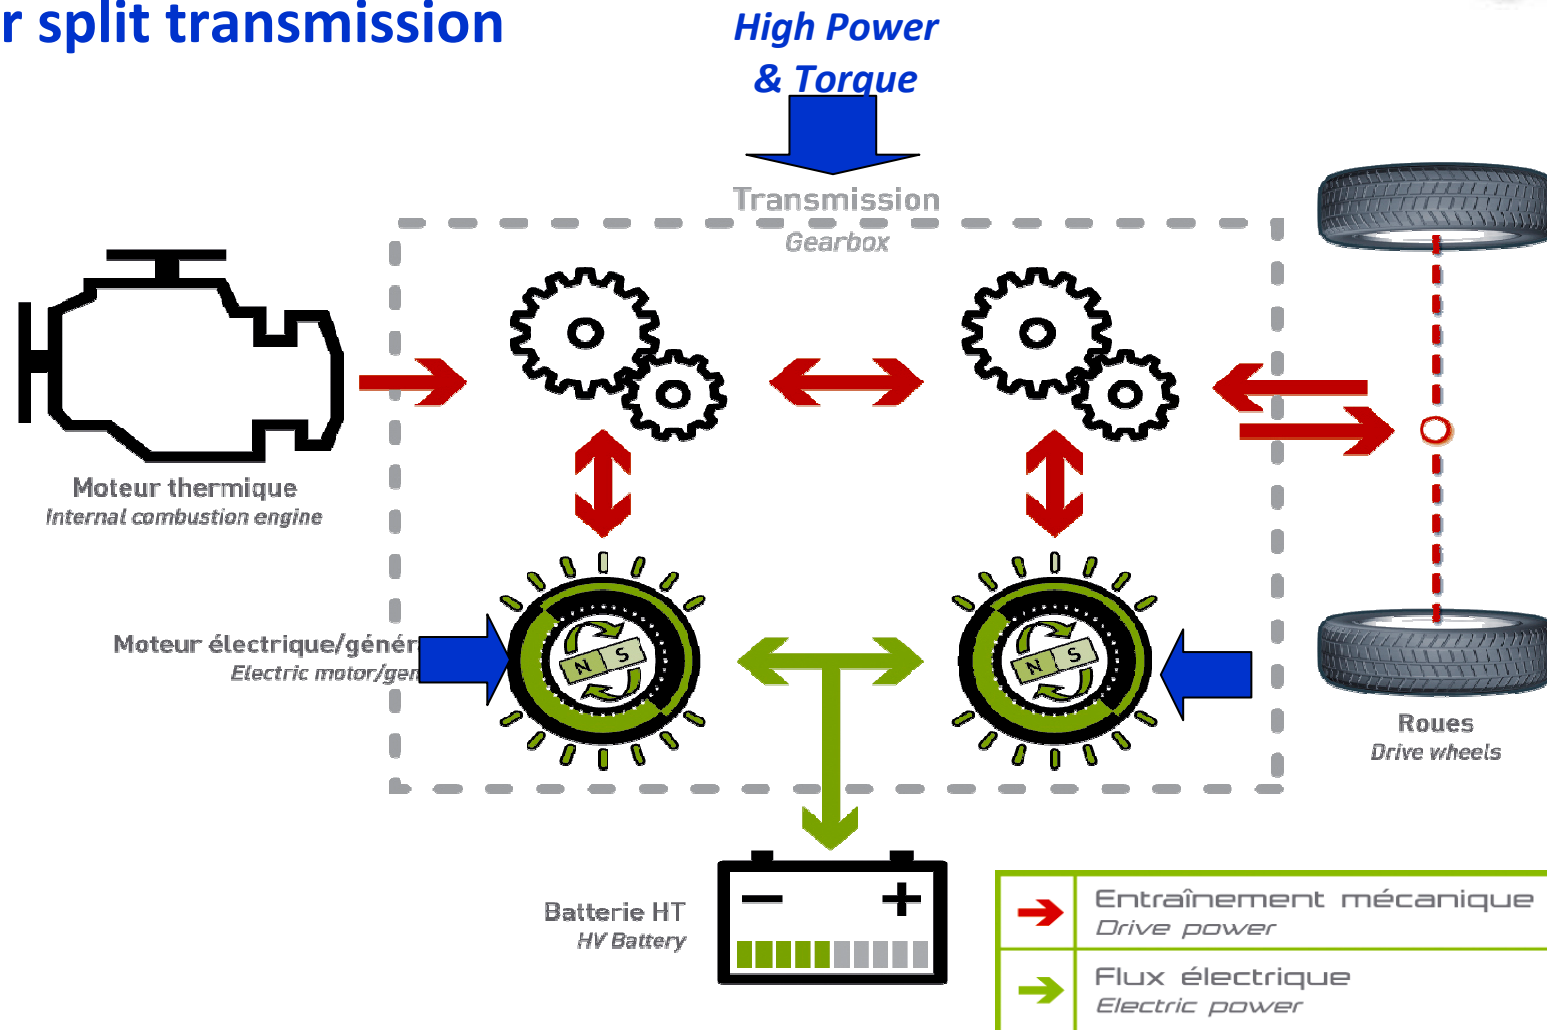 r split transmission
High Power
& Torque
Transmission
Gearbox
Moteur thermique
Internal combustion engine
Moteur électrique/génér
Electric motor/gen
N S
N S
Roues
Drive wheels
Batterie HT
HV Battery
Entraînement mécanique
Drive power
Flux électrique
Electric power